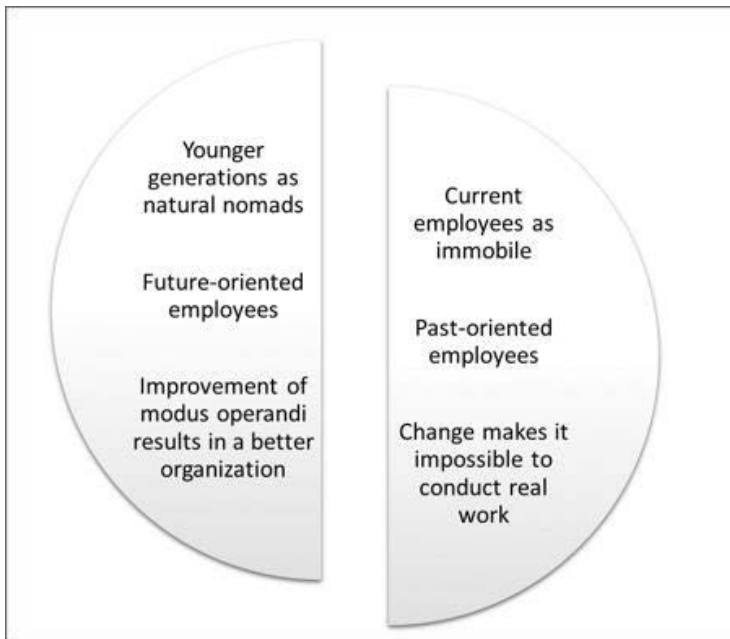 Younger
generations as
natural nomads
Future-oriented
employees
Improvement of
modus operandi
results in a better
organization
Current
employees as
immobile
Past-oriented
employees
Change makes it
impossible to
conduct real
work